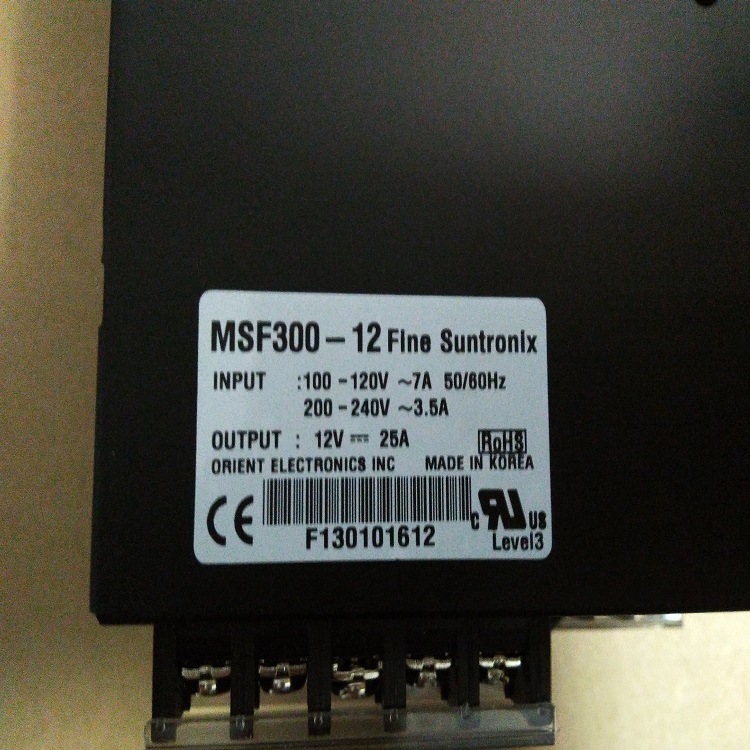 MSF300-12 Fine Suntronix
INPUT :100-120V ~7A 50/60Hz
200-240V ~3.5A
OUTPUT : 12V⎓ 25A
RoHS
ORIENT ELECTRONICS INC MADE IN KOREA
CE
F130101612
c RU US
Level3